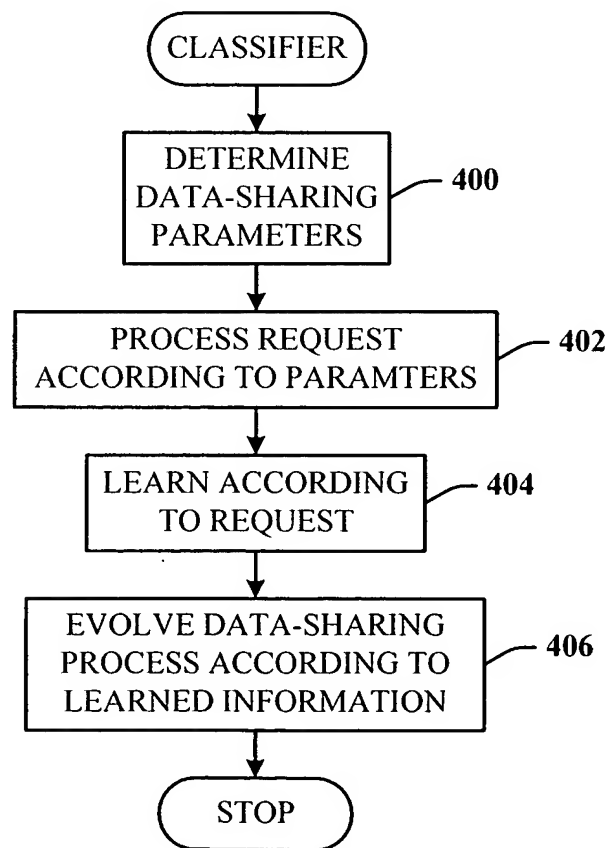 CLASSIFIER
DETERMINE
DATA-SHARING
PARAMETERS
400
PROCESS REQUEST
ACCORDING TO PARAMTERS
402
LEARN ACCORDING
TO REQUEST
404
EVOLVE DATA-SHARING
PROCESS ACCORDING TO
LEARNED INFORMATION
406
STOP